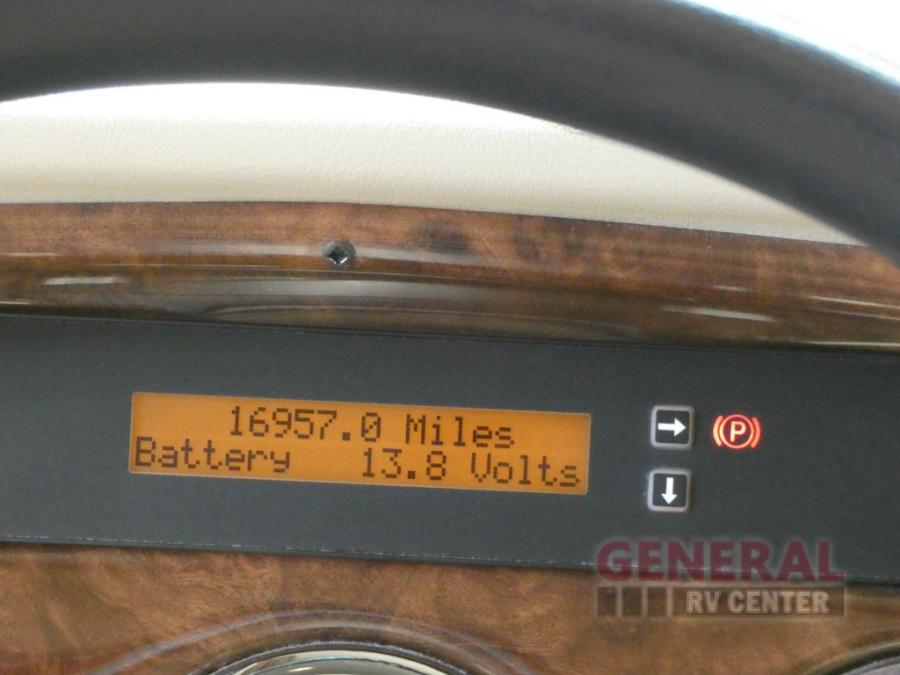 16957.0 Miles
Battery 13.8 Volts
P
GENERAL
RV CENTER